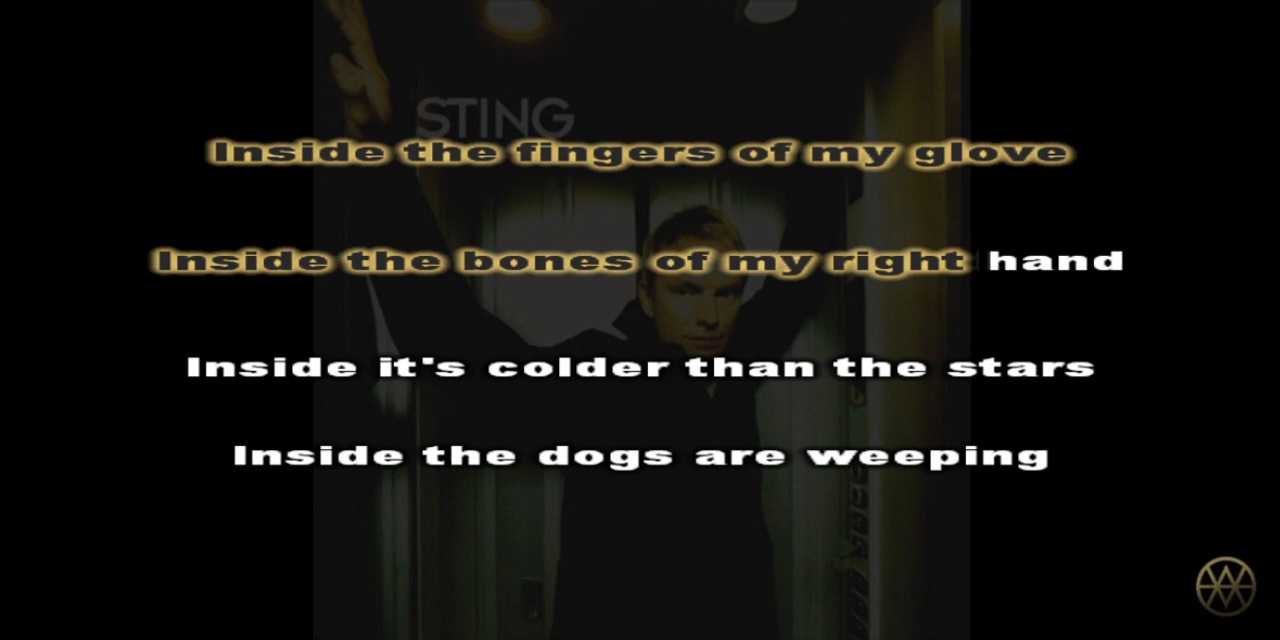 STING
Inside the fingers of my glove
Inside the bones of my right hand
Inside it's colder than the stars
Inside the dogs are weeping